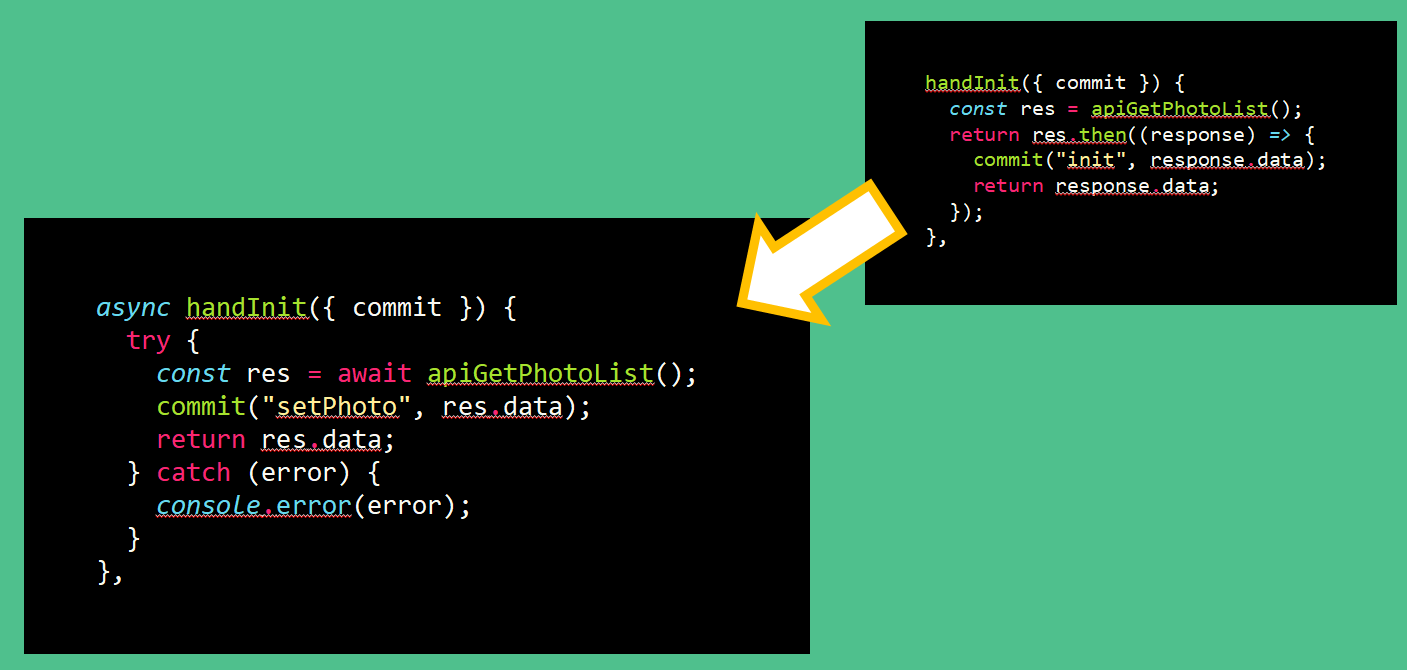 handInit({ commit }) {
const res = apiGetPhotoList();
return res.then((response) => {
commit("init", response.data);
return response.data;
});
},
async handInit({ commit }) {
try {
const res = await apiGetPhotoList();
commit("setPhoto", res.data);
return res.data;
} catch (error) {
console.error(error);
}
},